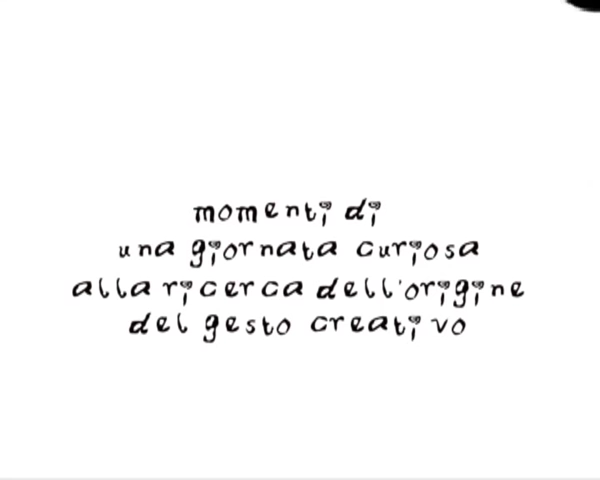 momenti di
una giornata curiosa
alla ricerca dell'origine
del gesto creativo